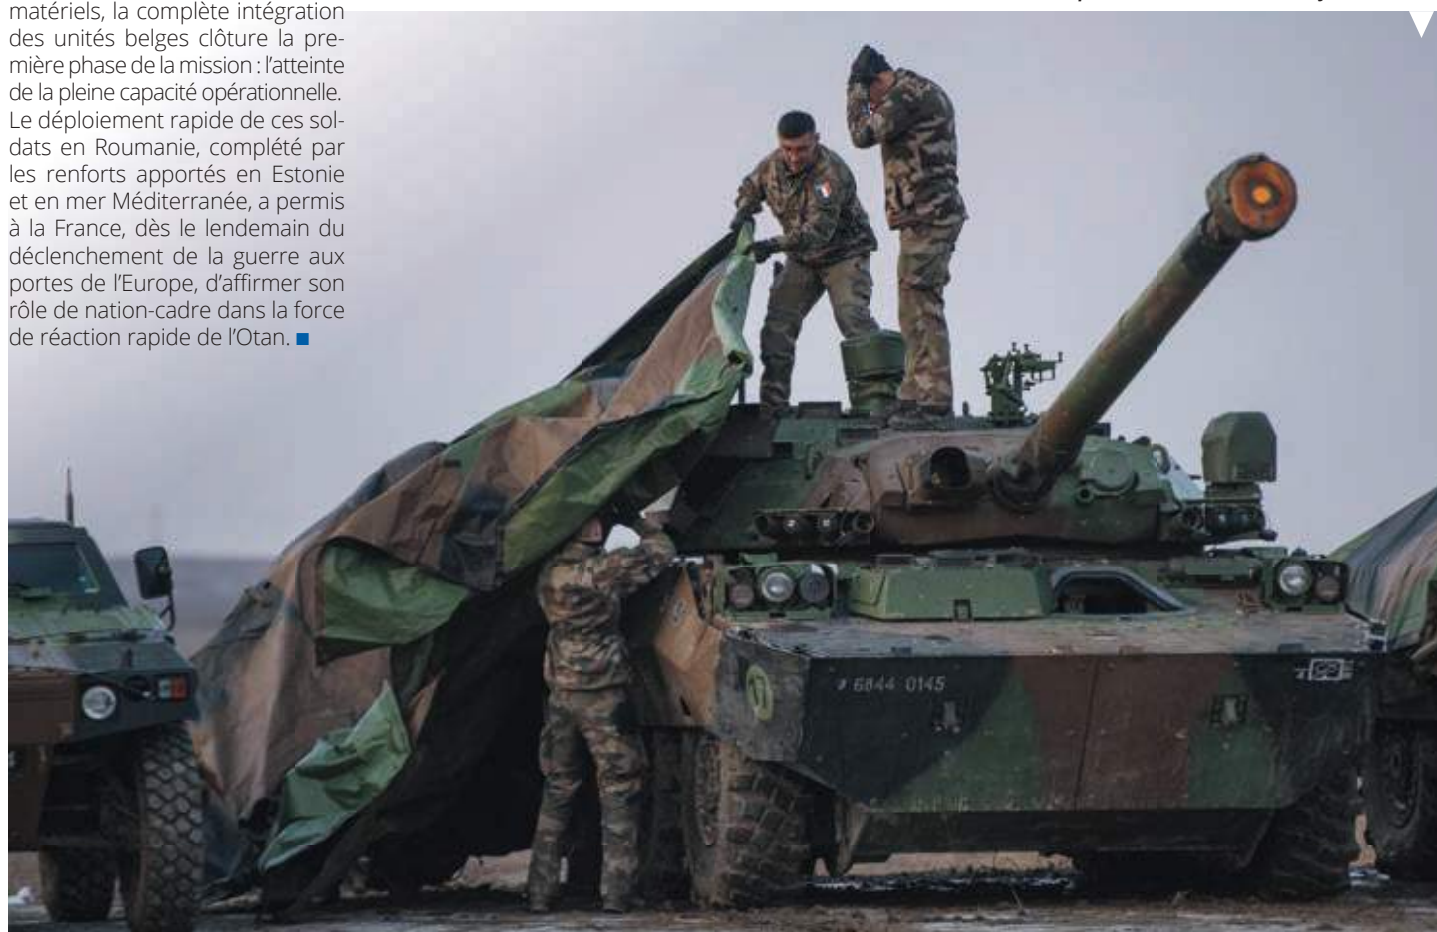 matériels, la complète intégration
des unités belges clôture la pre-
mière phase de la mission : l’atteinte
de la pleine capacité opérationnelle.
Le déploiement rapide de ces sol-
dats en Roumanie, complété par
les renforts apportés en Estonie
et en mer Méditerranée, a permis
à la France, dès le lendemain du
déclenchement de la guerre aux
portes de l’Europe, d’affirmer son
rôle de nation-cadre dans la force
de réaction rapide de l’Otan. ■
6844 0145